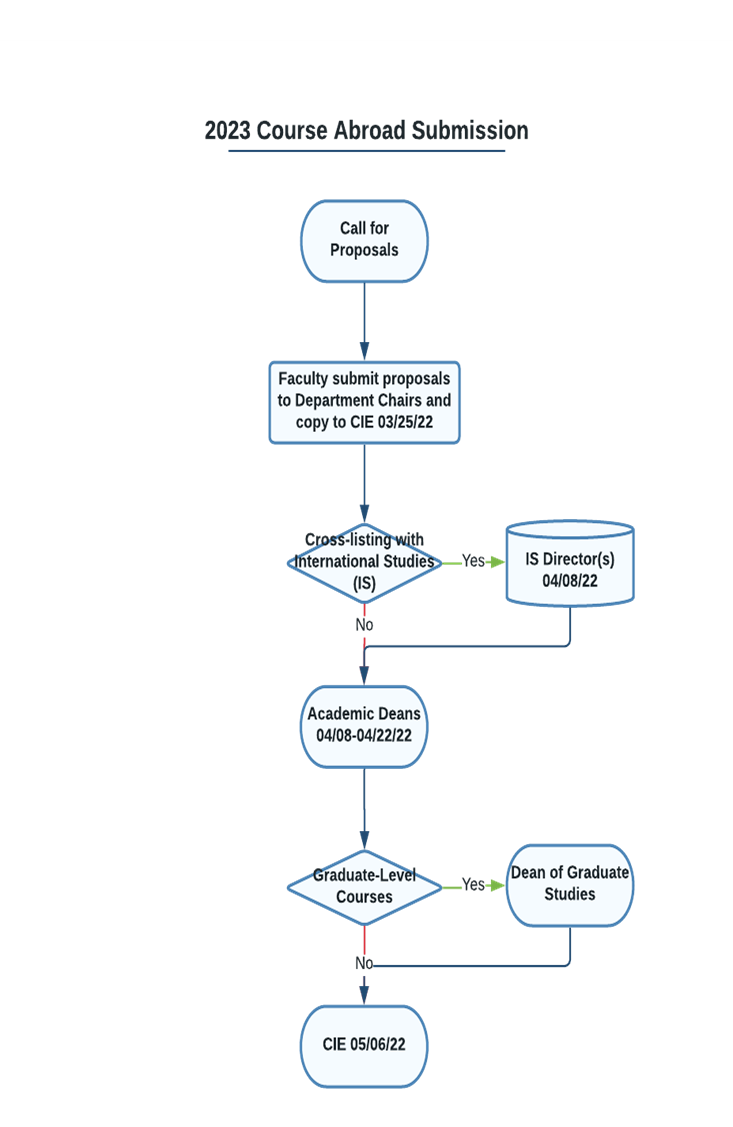 2023 Course Abroad Submission
Call for
Proposals
Faculty submit proposals
to Department Chairs and
copy to CIE 03/25/22
Cross-listing with
International Studies
(IS)
Yes
IS Director(s)
04/08/22
No
Academic Deans
04/08-04/22/22
Graduate-Level
Courses
Yes
Dean of Graduate
Studies
No
CIE 05/06/22